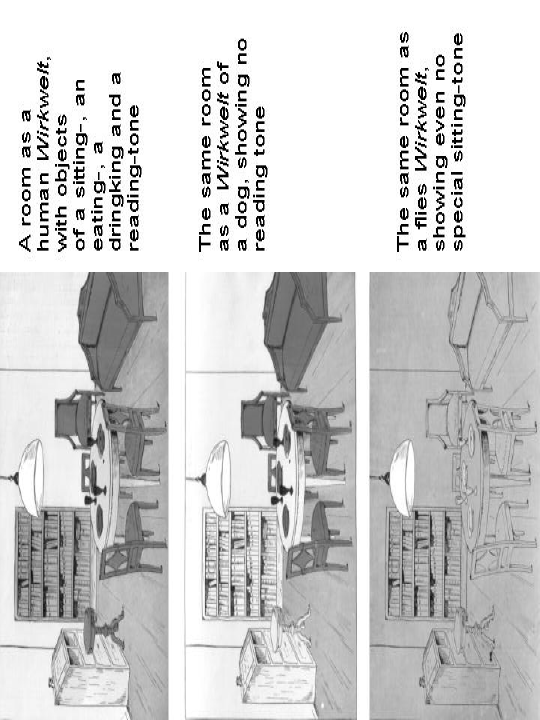 A room as a
human Wirkwelt,
with objects
of a sitting-, an
eating-, a
dringking and a
reading-tone
The same room
as a Wirkwelt of
a dog, showing no
reading tone
The same room as
a flies Wirkwelt,
showing even no
special sitting-tone